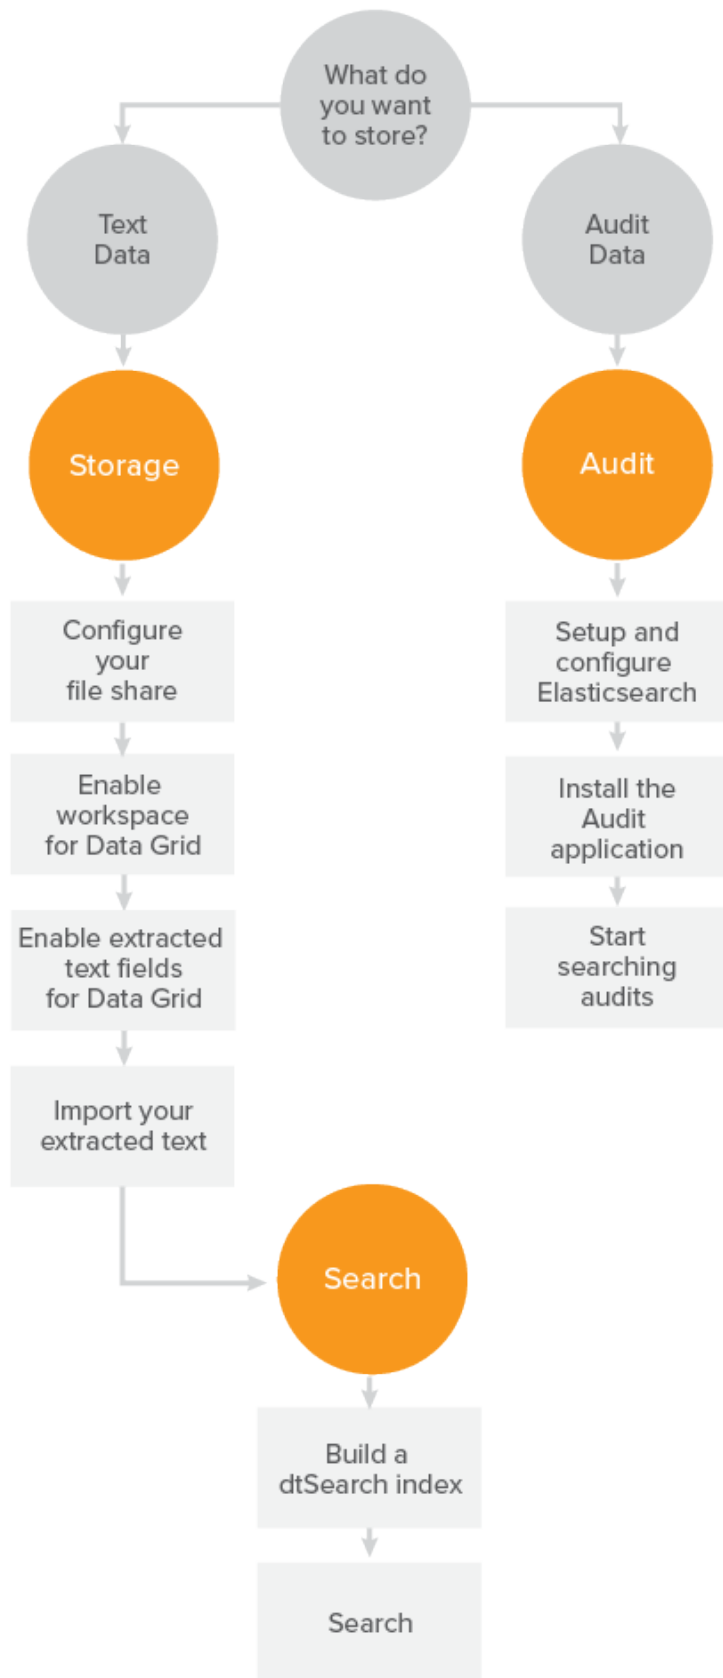 What do
you want
to store?
Text
Data
Audit
Data
Storage
Audit
Configure
your
file share
Setup and
configure
Elasticsearch
Enable
workspace
for Data Grid
Install the
Audit
application
Enable extracted
text fields
for Data Grid
Start
searching
audits
Import your
extracted text
Search
Build a
dtSearch index
Search